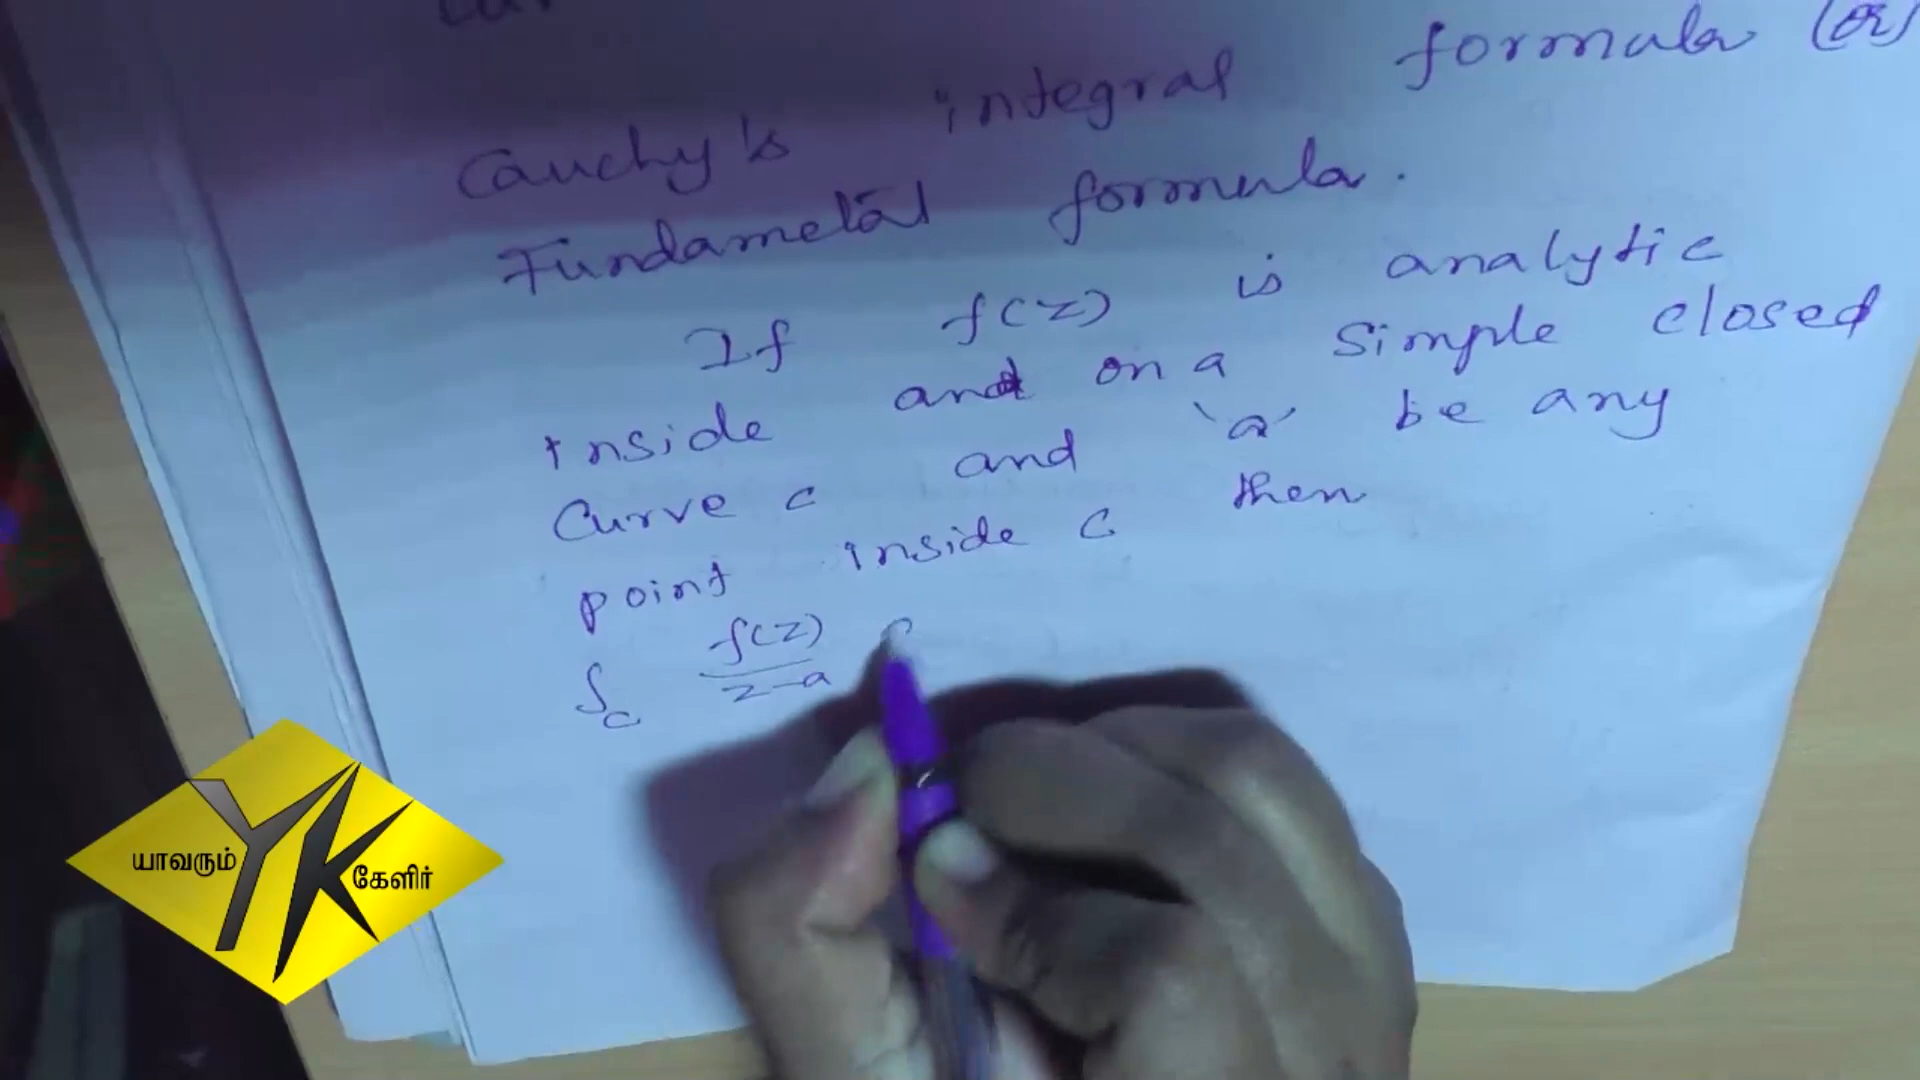 Cauchy's integral formula (or)
Fundametal formula.
If f(z) is analytic
inside and on a simple closed
Curve c and 'a' be any
point inside C then
∫c f(z)/z-a
யாவரும் YK கேளிர்